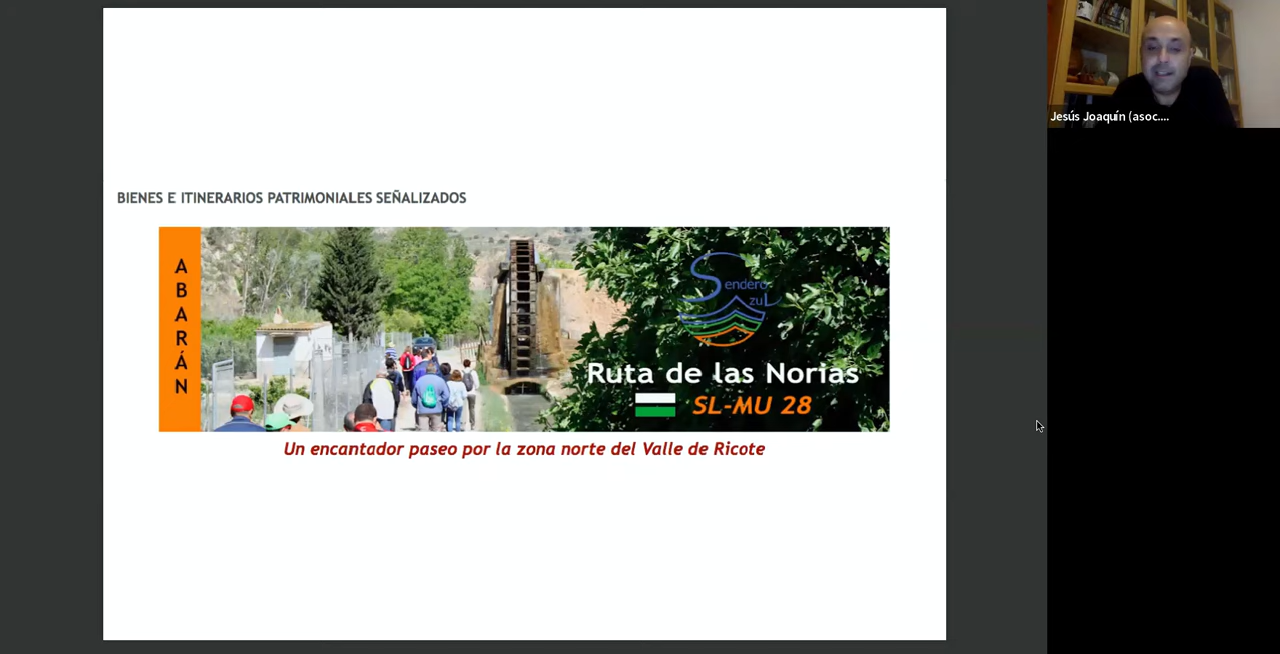 BIENES E ITINERARIOS PATRIMONIALES SEÑALIZADOS
ABARÁN
Sendero
zul
Ruta de las Norias
SL-MU 28
Un encantador paseo por la zona norte del Valle de Ricote
Jesús Joaquín (asoc....